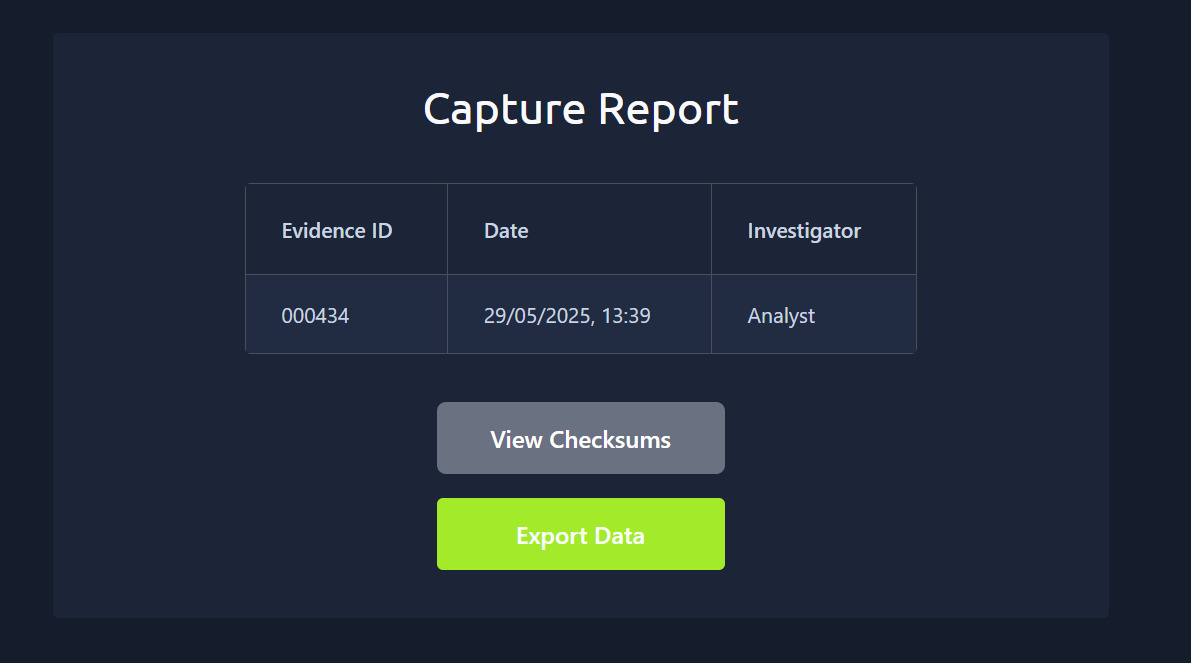 Capture Report
Evidence ID Date Investigator
000434 29/05/2025, 13:39 Analyst
View Checksums
Export Data